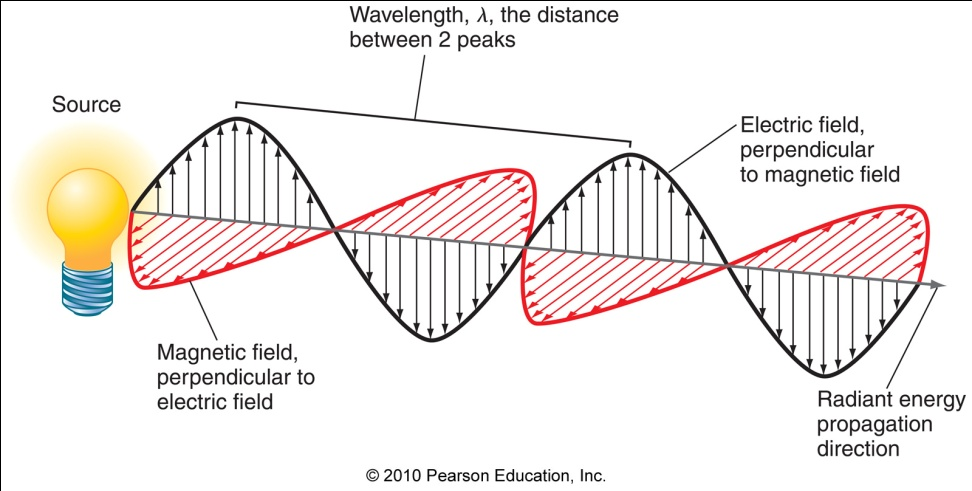 Wavelength, λ, the distance
between 2 peaks
Source
Electric field,
perpendicular
to magnetic field
Magnetic field,
perpendicular to
electric field
Radiant energy
propagation
direction
© 2010 Pearson Education, Inc.